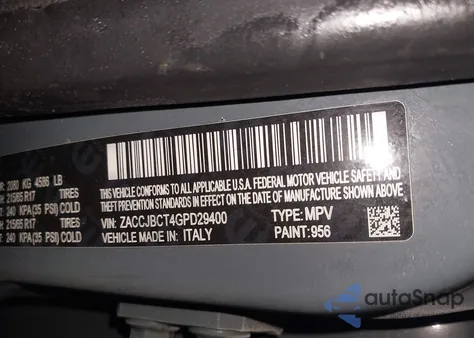 R: 2080 KG 4586 LB
215/65 R17 TIRES
240 KPA(35 PSI) COLD
H 215/65 R17 TIRES
T: 240 KPA(35 PSI) COLD
THIS VEHICLE CONFORMS TO ALL APPLICABLE U.S.A. FEDERAL MOTOR VEHICLE SAFETY AND
THEFT PREVENTION STANDARDS IN EFFECT ON THE DATE OF MANUFACTURE SHOWN ABOVE.
VIN: ZACCJBCT4GPD29400 TYPE: MPV
VEHICLE MADE IN: ITALY PAINT: 956
autoSnap